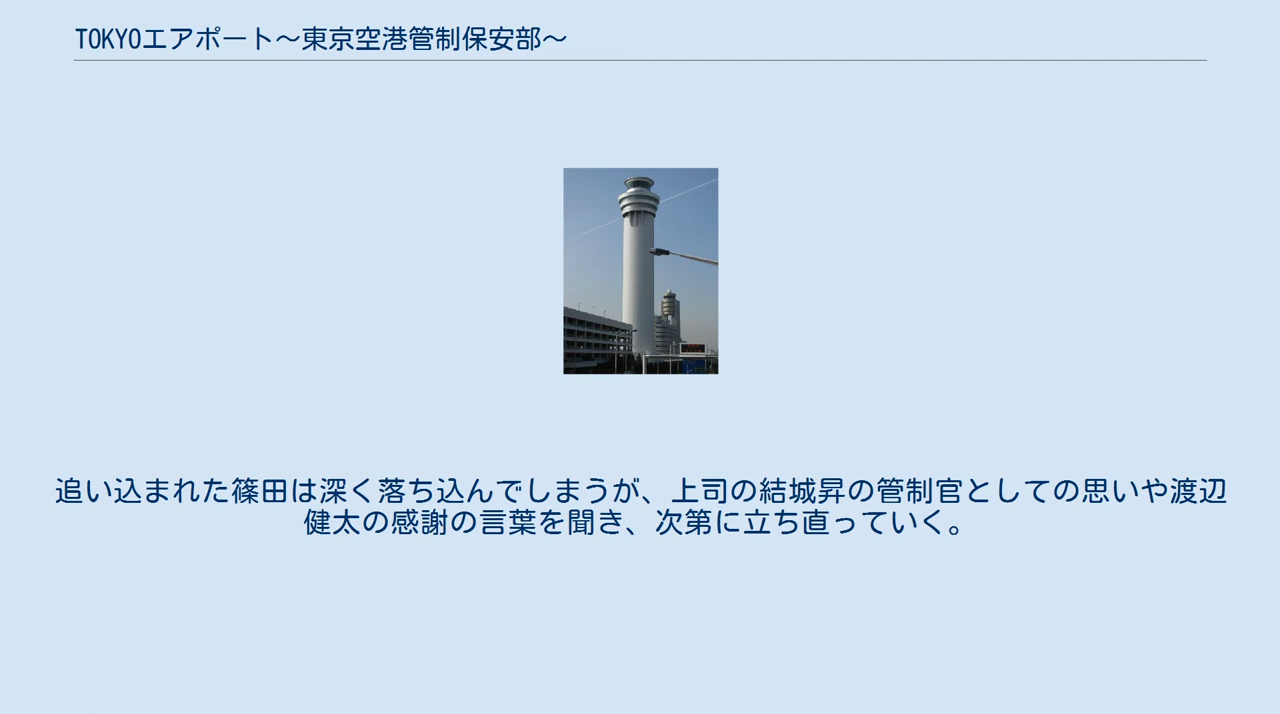 TOKYOエアポート〜東京空港管制保安部〜
追い込まれた篠田は深く落ち込んでしまうが、上司の結城昇の管制官としての思いや渡辺
健太の感謝の言葉を聞き、次第に立ち直っていく。